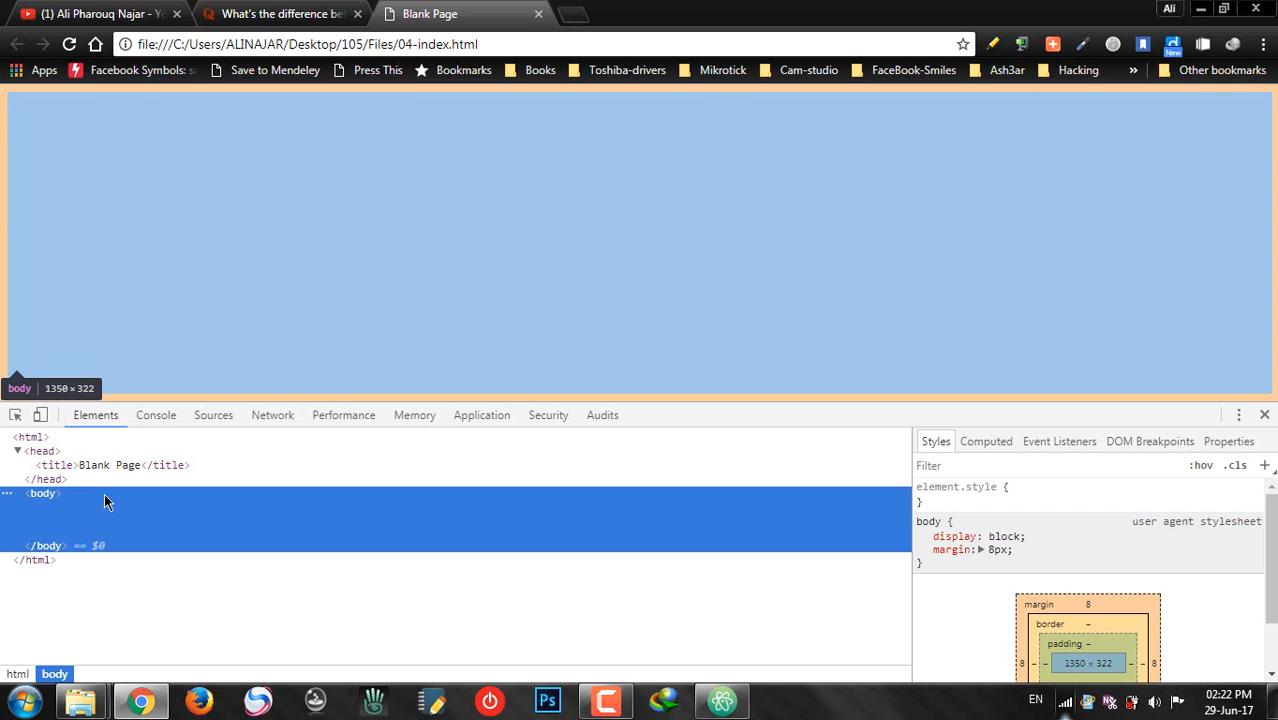 (1) Ali Pharouq Najar - Y
What's the difference be
Blank Page
Ali
file:///C:/Users/ALINAJAR/Desktop/105/Files/04-index.html
New
Apps
Facebook Symbols: s
Save to Mendeley
Press This
Bookmarks
Books
Toshiba-drivers
Mikrotick
Cam-studio
FaceBook-Smiles
Ash3ar
Hacking
»
Other bookmarks
body | 1350 × 322
Elements
Console
Sources
Network
Performance
Memory
Application
Security
Audits
<html>
<head>
<title>Blank Page</title>
</head>
<body>
</body> == $0
</html>
html
body
Styles
Computed
Event Listeners
DOM Breakpoints
Properties
Filter
:hov .cls +
element.style {
}
body { user agent stylesheet
display: block;
margin: 8px;
}
margin 8
border –
padding –
8 – – 1350 × 322 – – 8
Ps
EN
02:22 PM
29-Jun-17